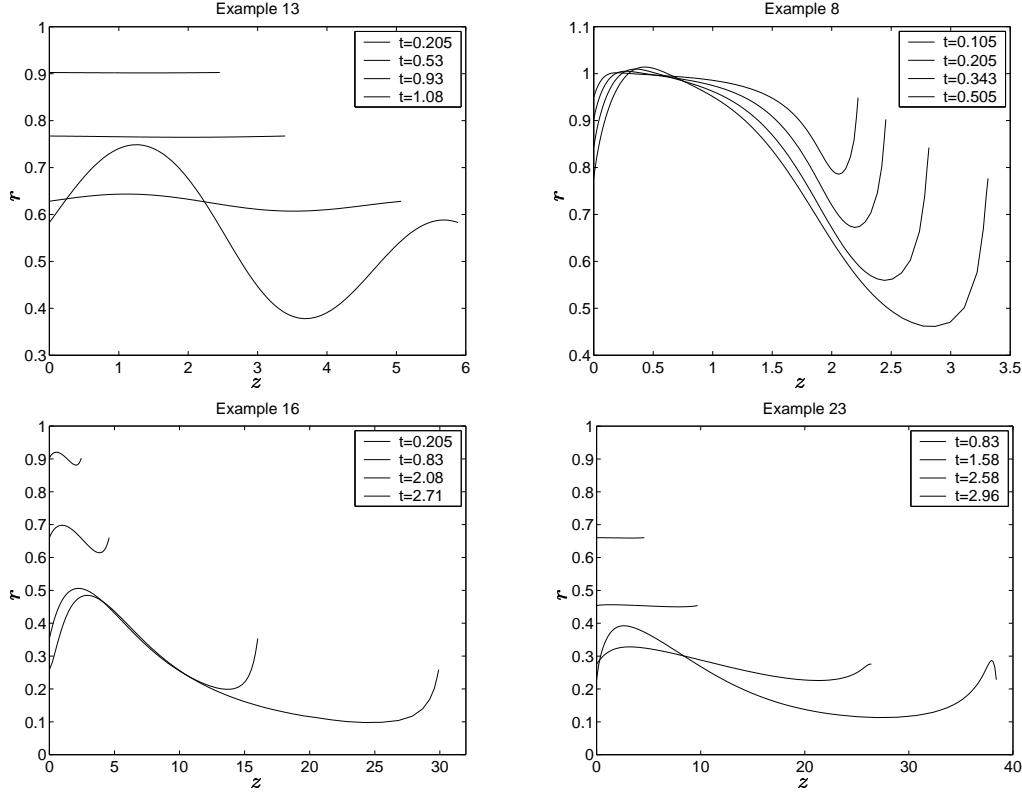 Example 13
t=0.205
t=0.53
t=0.93
t=1.08
1
0.9
0.8
0.7
0.6
0.5
0.4
0.3
r
0 1 2 3 4 5 6
z
Example 8
t=0.105
t=0.205
t=0.343
t=0.505
1.1
1
0.9
0.8
0.7
0.6
0.5
0.4
r
0 0.5 1 1.5 2 2.5 3 3.5
z
Example 16
t=0.205
t=0.83
t=2.08
t=2.71
1
0.9
0.8
0.7
0.6
0.5
0.4
0.3
0.2
0.1
0
r
0 5 10 15 20 25 30
z
Example 23
t=0.83
t=1.58
t=2.58
t=2.96
1
0.9
0.8
0.7
0.6
0.5
0.4
0.3
0.2
0.1
0
r
0 10 20 30 40
z